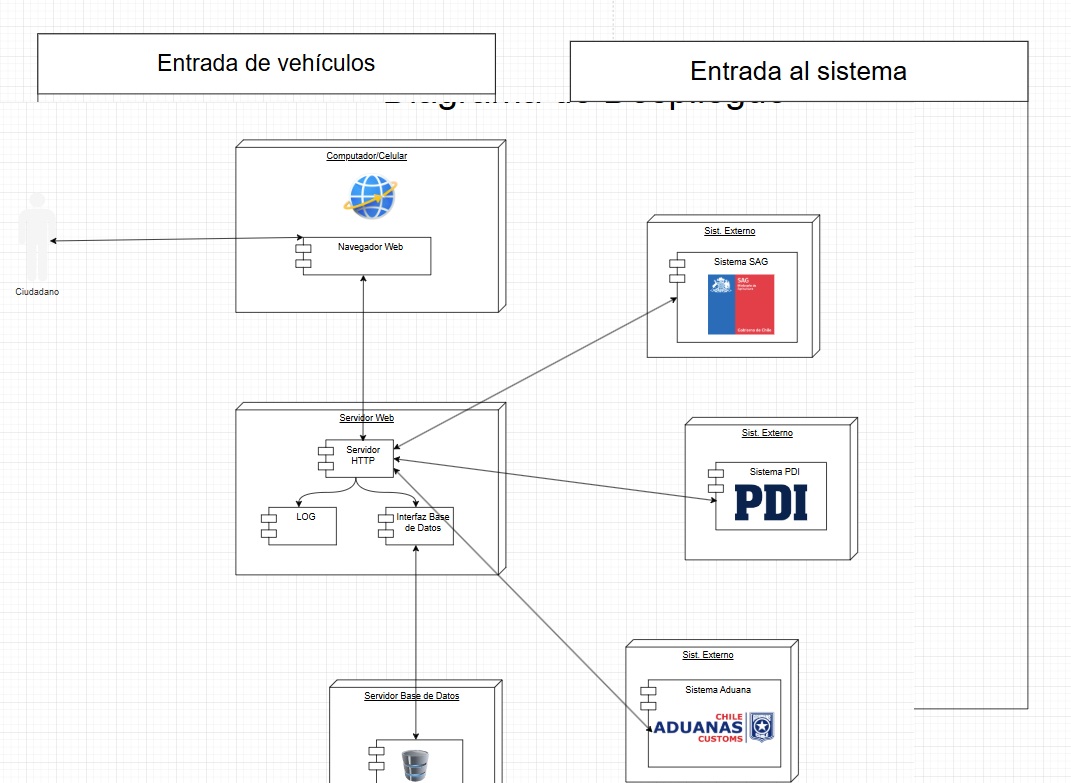 Entrada de vehículos
Entrada al sistema
Diagrama de Despliegue
Computador/Celular
Navegador Web
Ciudadano
Sist. Externo
Sistema SAG
SAG
Gobierno de Chile
Servidor Web
Servidor
HTTP
LOG
Interfaz Base
de Datos
Sist. Externo
Sistema PDI
PDI
Sist. Externo
Sistema Aduana
CHILE
ADUANAS
CUSTOMS
Servidor Base de Datos